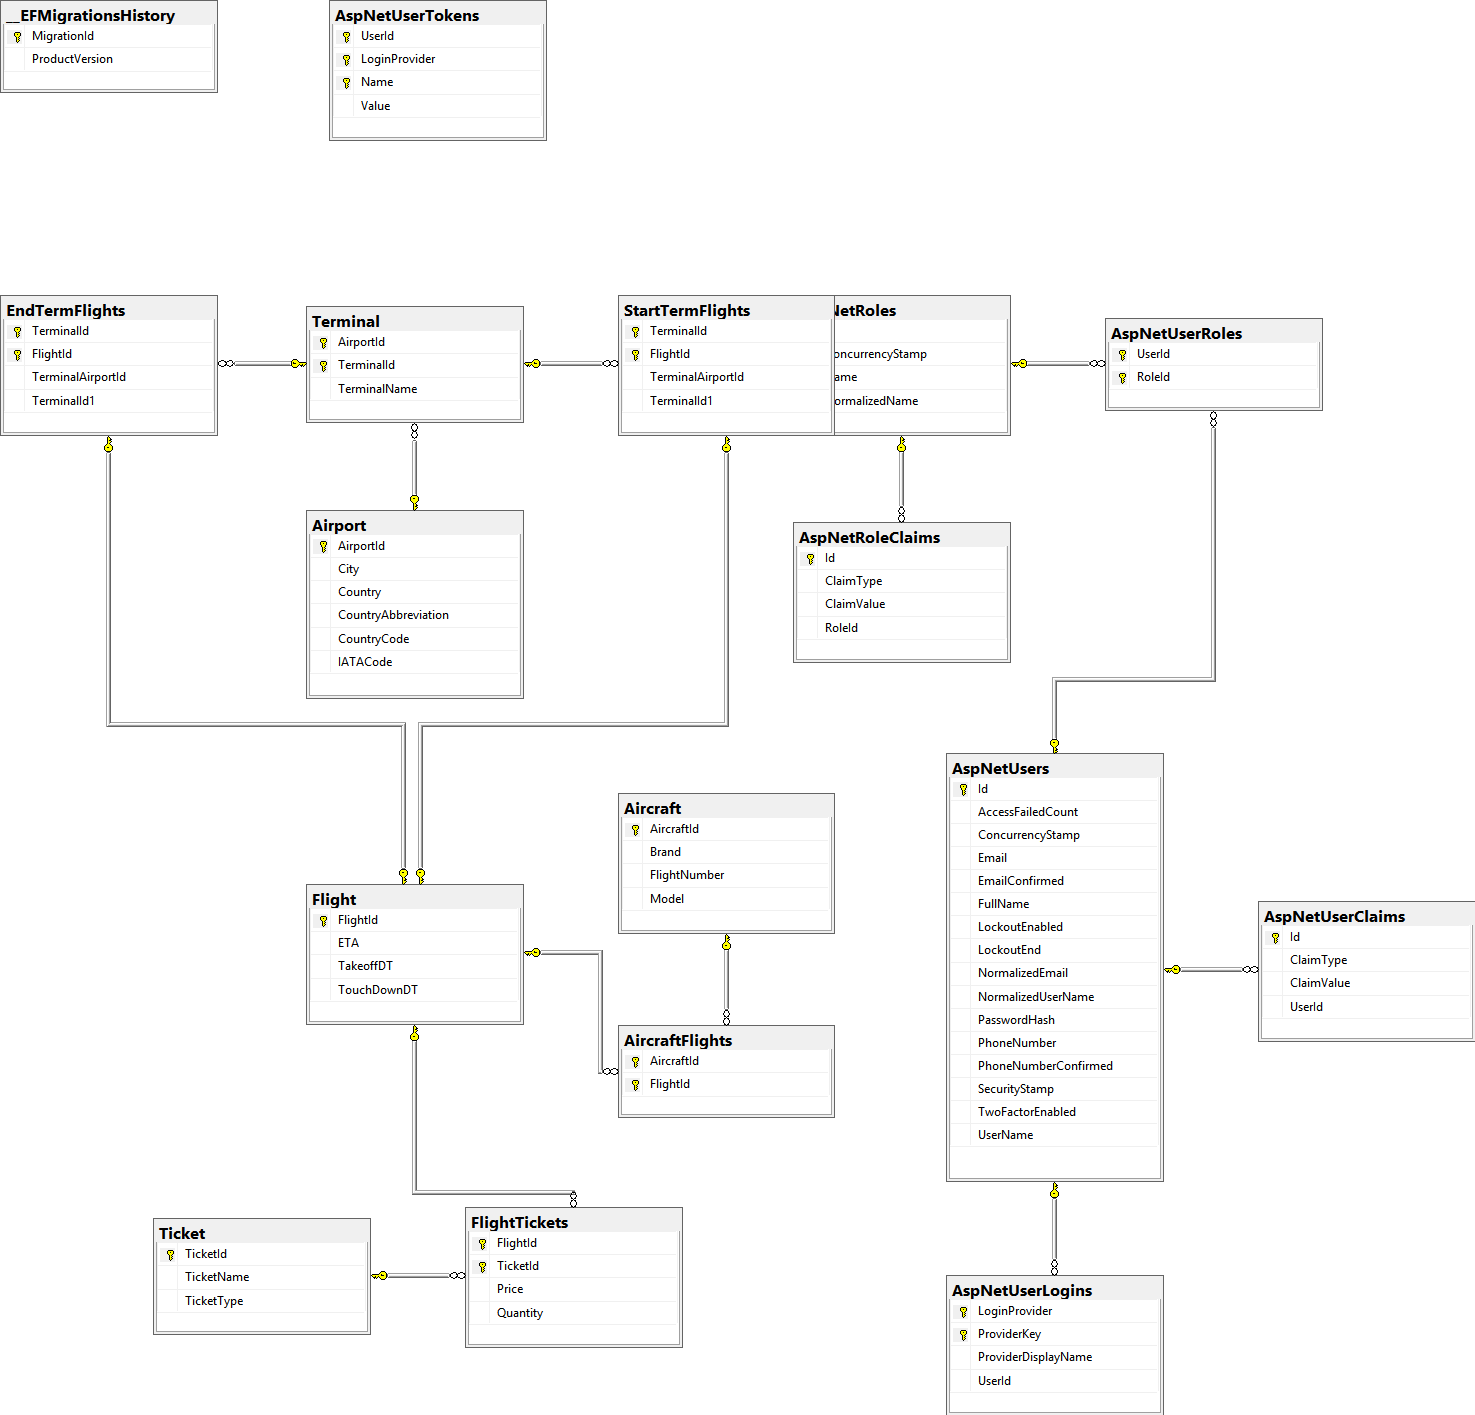 __EFMigrationsHistory
MigrationId
ProductVersion
AspNetUserTokens
UserId
LoginProvider
Name
Value
EndTermFlights
TerminalId
FlightId
TerminalAirportId
TerminalId1
Terminal
AirportId
TerminalId
TerminalName
StartTermFlights
TerminalId
FlightId
TerminalAirportId
TerminalId1
NetRoles
oncurrencyStamp
ame
ormalizedName
AspNetUserRoles
UserId
RoleId
Airport
AirportId
City
Country
CountryAbbreviation
CountryCode
IATACode
AspNetRoleClaims
Id
ClaimType
ClaimValue
RoleId
AspNetUsers
Id
AccessFailedCount
ConcurrencyStamp
Email
EmailConfirmed
FullName
LockoutEnabled
LockoutEnd
NormalizedEmail
NormalizedUserName
PasswordHash
PhoneNumber
PhoneNumberConfirmed
SecurityStamp
TwoFactorEnabled
UserName
Aircraft
AircraftId
Brand
FlightNumber
Model
Flight
FlightId
ETA
TakeoffDT
TouchDownDT
AspNetUserClaims
Id
ClaimType
ClaimValue
UserId
AircraftFlights
AircraftId
FlightId
Ticket
TicketId
TicketName
TicketType
FlightTickets
FlightId
TicketId
Price
Quantity
AspNetUserLogins
LoginProvider
ProviderKey
ProviderDisplayName
UserId